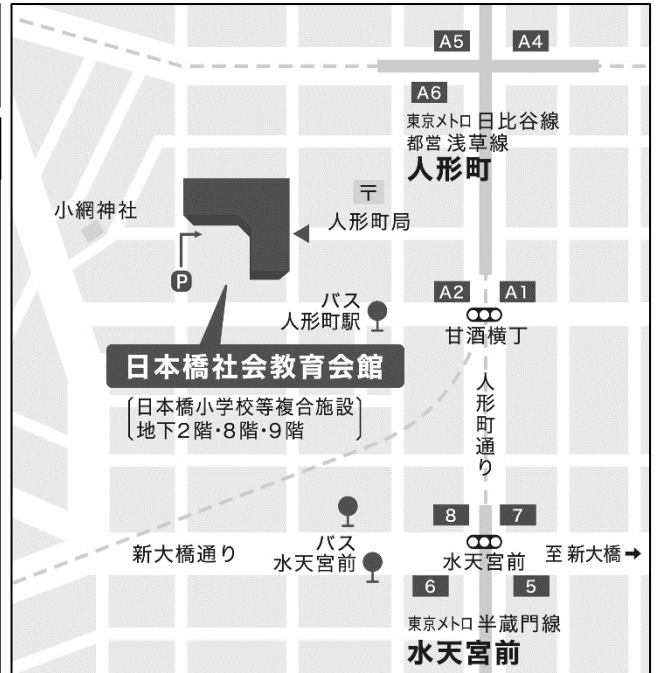 A5
A4
A6
東京メトロ 日比谷線
都営 浅草線
人形町
〒
人形町局
小網神社
P
A2
A1
バス
人形町駅
甘酒横丁
日本橋社会教育会館
日本橋小学校等複合施設
地下2階・8階・9階
人形町通り
8
7
バス
水天宮前
新大橋通り
水天宮前
至 新大橋➡
6
5
東京メトロ 半蔵門線
水天宮前